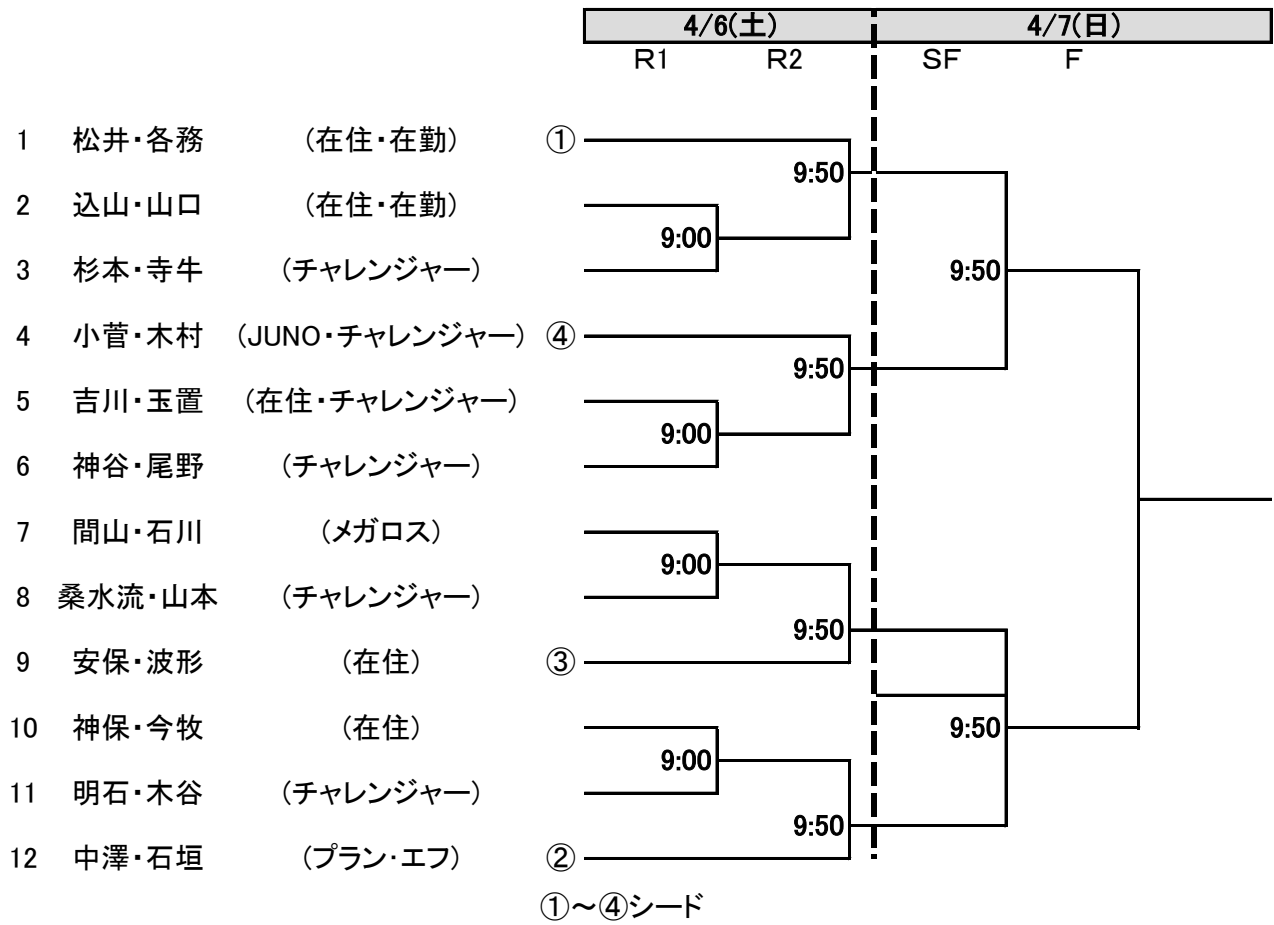 4/6(土) 4/7(日)
R1 R2 SF F
1 松井・各務 (在住・在勤) ①
9:50
2 込山・山口 (在住・在勤)
9:00
3 杉本・寺牛 (チャレンジャー) 9:50
4 小菅・木村 (JUNO・チャレンジャー) ④
9:50
5 吉川・玉置 (在住・チャレンジャー)
9:00
6 神谷・尾野 (チャレンジャー)
7 間山・石川 (メガロス)
9:00
8 桑水流・山本 (チャレンジャー)
9:50
9 安保・波形 (在住) ③
10 神保・今牧 (在住) 9:50
9:00
11 明石・木谷 (チャレンジャー)
9:50
12 中澤・石垣 (プラン・エフ) ②
①～④シード